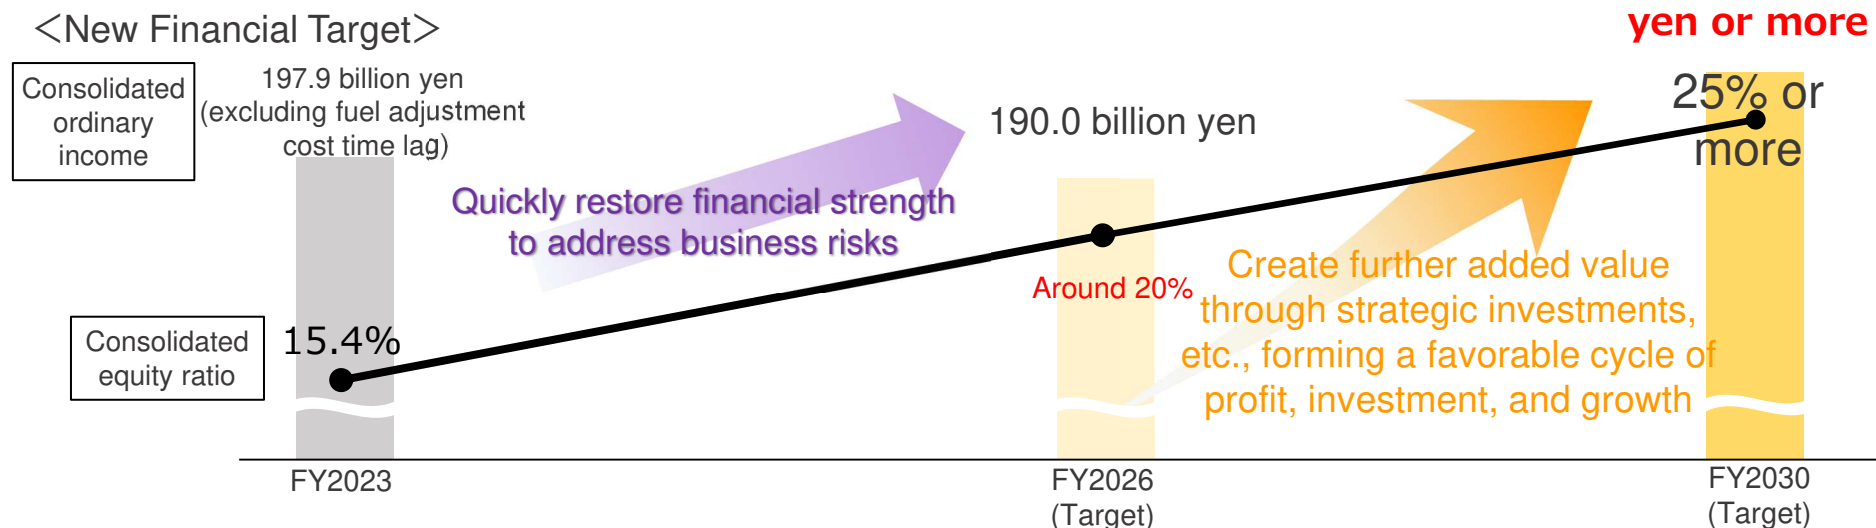 <New Financial Target>
yen or more
Consolidated
ordinary
income
197.9 billion yen
(excluding fuel adjustment
cost time lag)
190.0 billion yen
25% or
more
Quickly restore financial strength
to address business risks
Around 20%
Create further added value
through strategic investments,
etc., forming a favorable cycle of
profit, investment, and growth
Consolidated
equity ratio
15.4%
FY2023
FY2026
(Target)
FY2030
(Target)